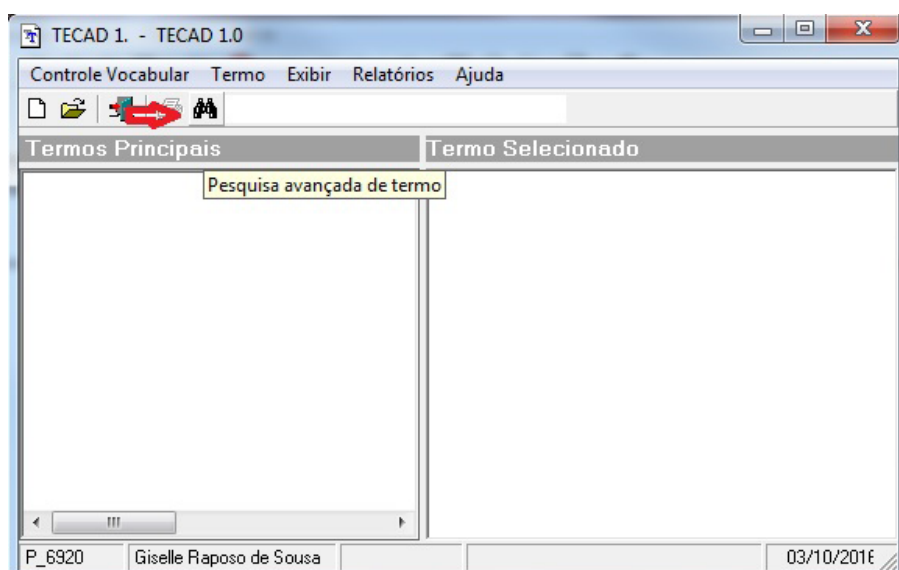 TECAD 1. - TECAD 1.0
Controle Vocabular Termo Exibir Relatórios Ajuda
Termos Principais Termo Selecionado
Pesquisa avançada de termo
P_6920 Giselle Raposo de Sousa 03/10/201